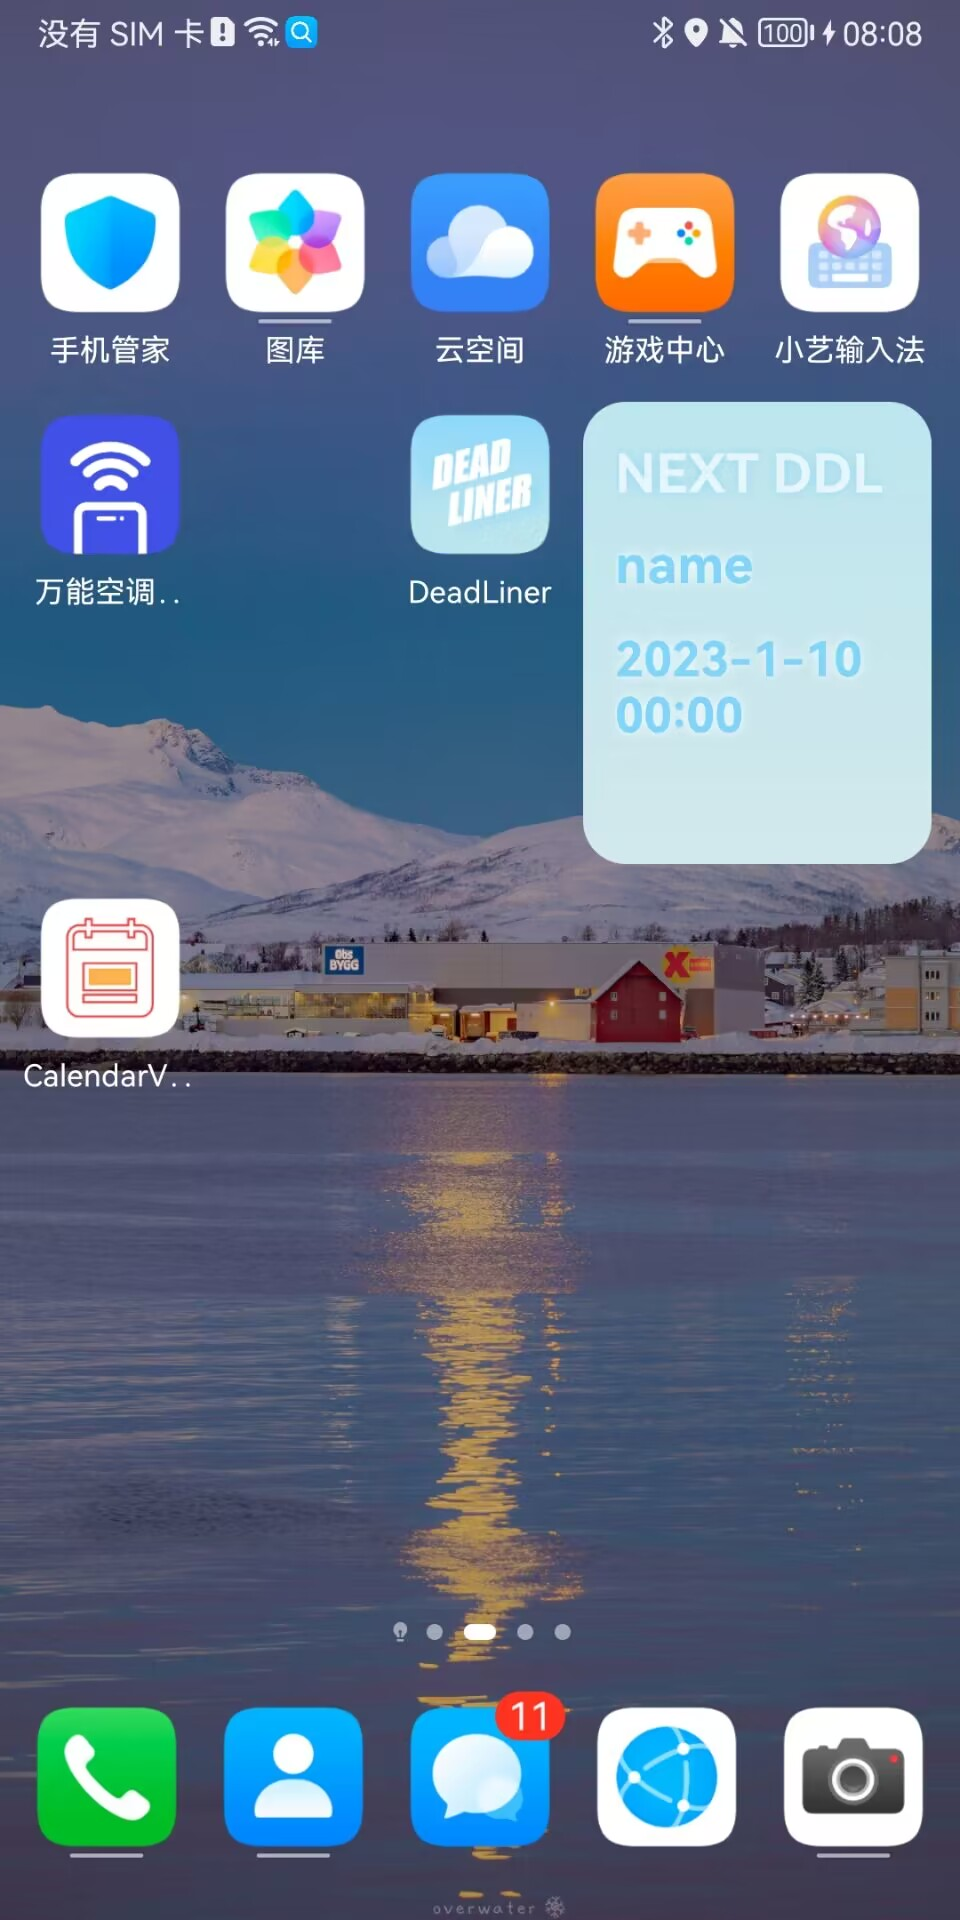 没有 SIM 卡
100
08:08
手机管家
图库
云空间
游戏中心
小艺输入法
DEAD
LINER
万能空调..
DeadLiner
NEXT DDL
name
2023-1-10
00:00
Obs
BYGG
X
CalendarV..
11
overwater